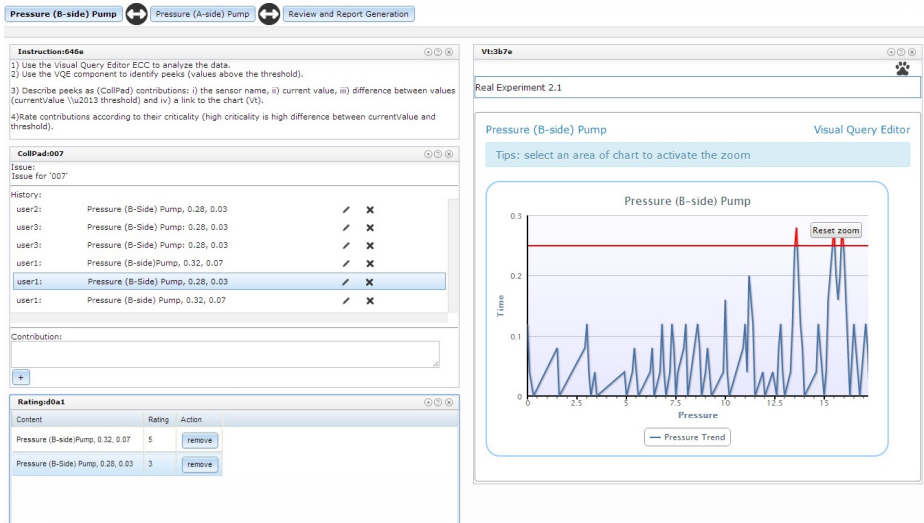 Pressure (B-side) Pump
Pressure (A-side) Pump
Review and Report Generation
Instruction:646e
1) Use the Visual Query Editor ECC to analyze the data.
2) Use the VQE component to identify peeks (values above the threshold).
3) Describe peeks as (CollPad) contributions: i) the sensor name, ii) current value, iii) difference between values
(currentValue \\u2013 threshold) and iv) a link to the chart (Vt).
4)Rate contributions according to their criticality (high criticality is high difference between currentValue and
threshold).
CollPad:007
Issue:
Issue for '007'
History:
user2: Pressure (B-Side) Pump, 0.28, 0.03
user3: Pressure (B-Side) Pump: 0.28, 0.03
user3: Pressure (B-Side) Pump: 0.28, 0.03
user1: Pressure (B-side)Pump, 0.32, 0.07
user1: Pressure (B-Side) Pump, 0.28, 0.03
user1: Pressure (B-side) Pump, 0.32, 0.07
Contribution:
+
Rating:d0a1
Content Rating Action
Pressure (B-side)Pump, 0.32, 0.07 5 remove
Pressure (B-Side) Pump, 0.28, 0.03 3 remove
Vt:3b7e
Real Experiment 2.1
Pressure (B-side) Pump Visual Query Editor
Tips: select an area of chart to activate the zoom
Pressure (B-side) Pump
Reset zoom
0.3
0.2
0.1
0
Time
0 2.5 5 7.5 10 12.5 15
Pressure
Pressure Trend